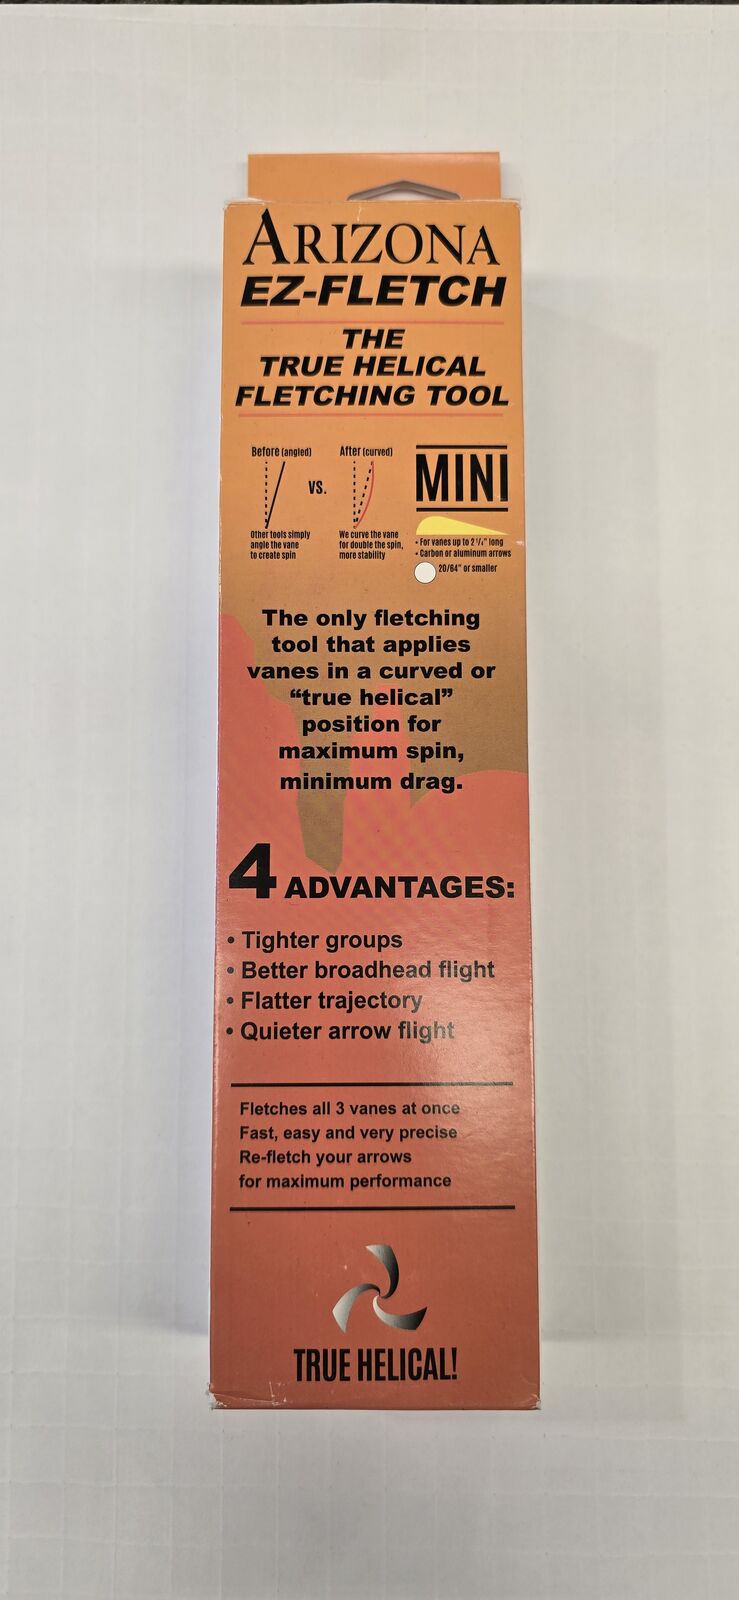 ARIZONA
EZ-FLETCH
THE
TRUE HELICAL
FLETCHING TOOL
Before (angled)
VS.
Other tools simply
angle the vane
to create spin
After (curved)
We curve the vane
for double the spin,
more stability
MINI
• For vanes up to 2 1/4" long
• Carbon or aluminum arrows
20/64" or smaller
The only fletching
tool that applies
vanes in a curved or
“true helical”
position for
maximum spin,
minimum drag.
4 ADVANTAGES:
• Tighter groups
• Better broadhead flight
• Flatter trajectory
• Quieter arrow flight
Fletches all 3 vanes at once
Fast, easy and very precise
Re-fletch your arrows
for maximum performance
TRUE HELICAL!